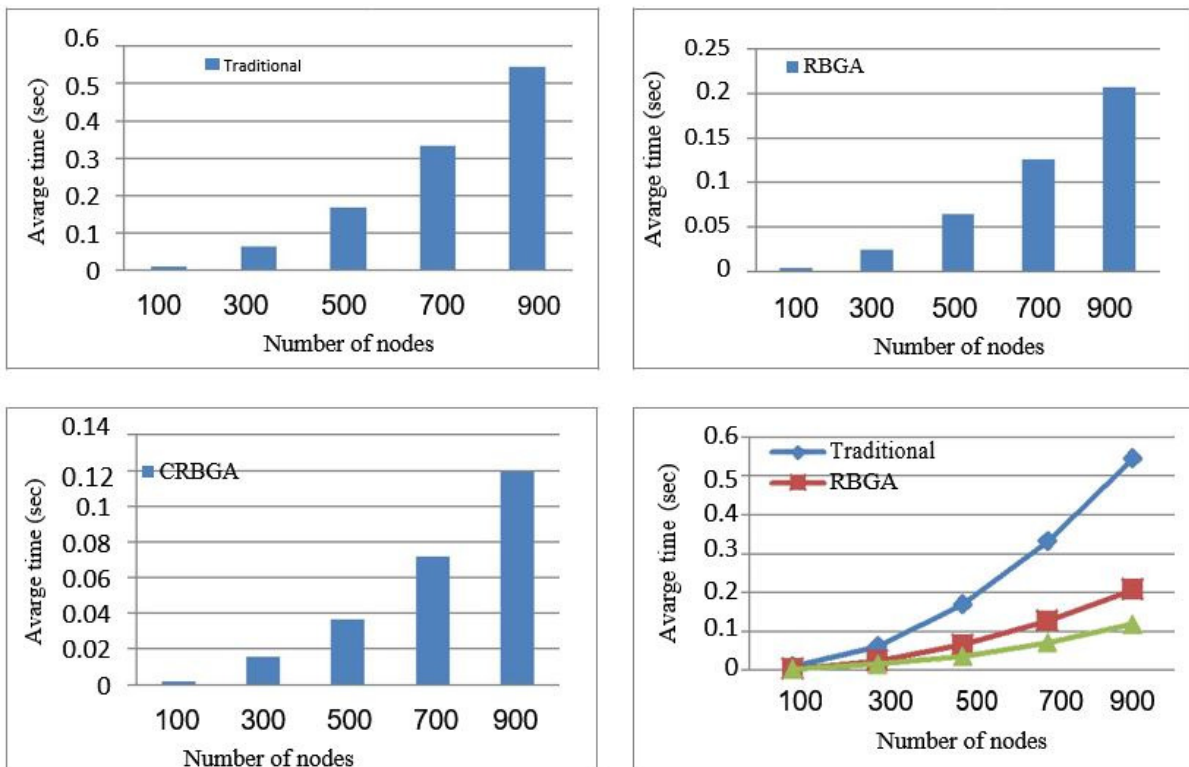 0.6
0.5
0.4
0.3
0.2
0.1
0
Avarge time (sec)
Traditional
100 300 500 700 900
Number of nodes
0.25
0.2
0.15
0.1
0.05
0
Avarge time (sec)
RBGA
100 300 500 700 900
Number of nodes
0.14
0.12
0.1
0.08
0.06
0.04
0.02
0
Avarge time (sec)
CRBGA
100 300 500 700 900
Number of nodes
0.6
0.5
0.4
0.3
0.2
0.1
0
Avarge time (sec)
Traditional
RBGA
100 300 500 700 900
Number of nodes